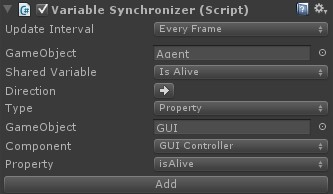 Variable Synchronizer (Script)
Update Interval Every Frame
GameObject Agent
Shared Variable Is Alive
Direction
Type Property
GameObject GUI
Component GUI Controller
Property isAlive
Add